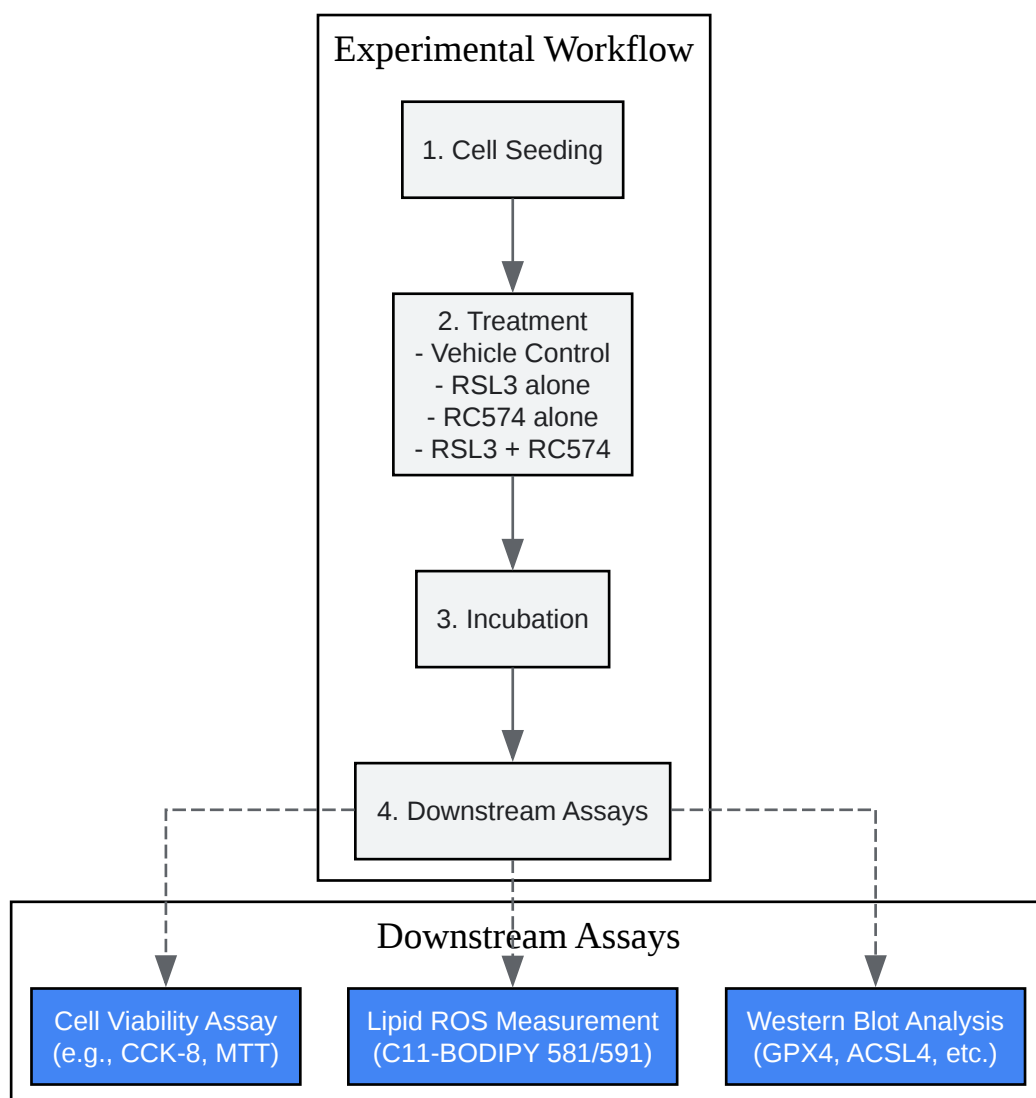 Experimental Workflow
1. Cell Seeding
2. Treatment
- Vehicle Control
- RSL3 alone
- RC574 alone
- RSL3 + RC574
3. Incubation
4. Downstream Assays
Downstream Assays
Cell Viability Assay
(e.g., CCK-8, MTT)
Lipid ROS Measurement
(C11-BODIPY 581/591)
Western Blot Analysis
(GPX4, ACSL4, etc.)